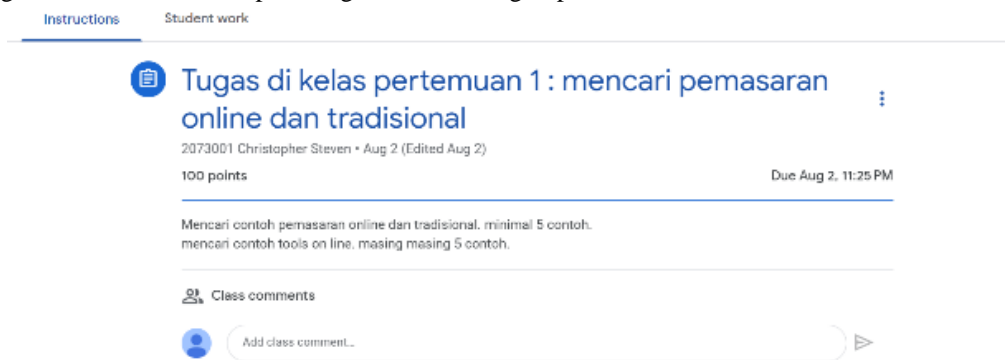 Instructions Student work
Tugas di kelas pertemuan 1 : mencari pemasaran
online dan tradisional
2073001 Christopher Steven • Aug 2 (Edited Aug 2)
100 points Due Aug 2, 11:25 PM
Mencari contoh pemasaran online dan tradisional. minimal 5 contoh.
mencari contoh tools on line. masing masing 5 contoh.
Class comments
Add class comment...